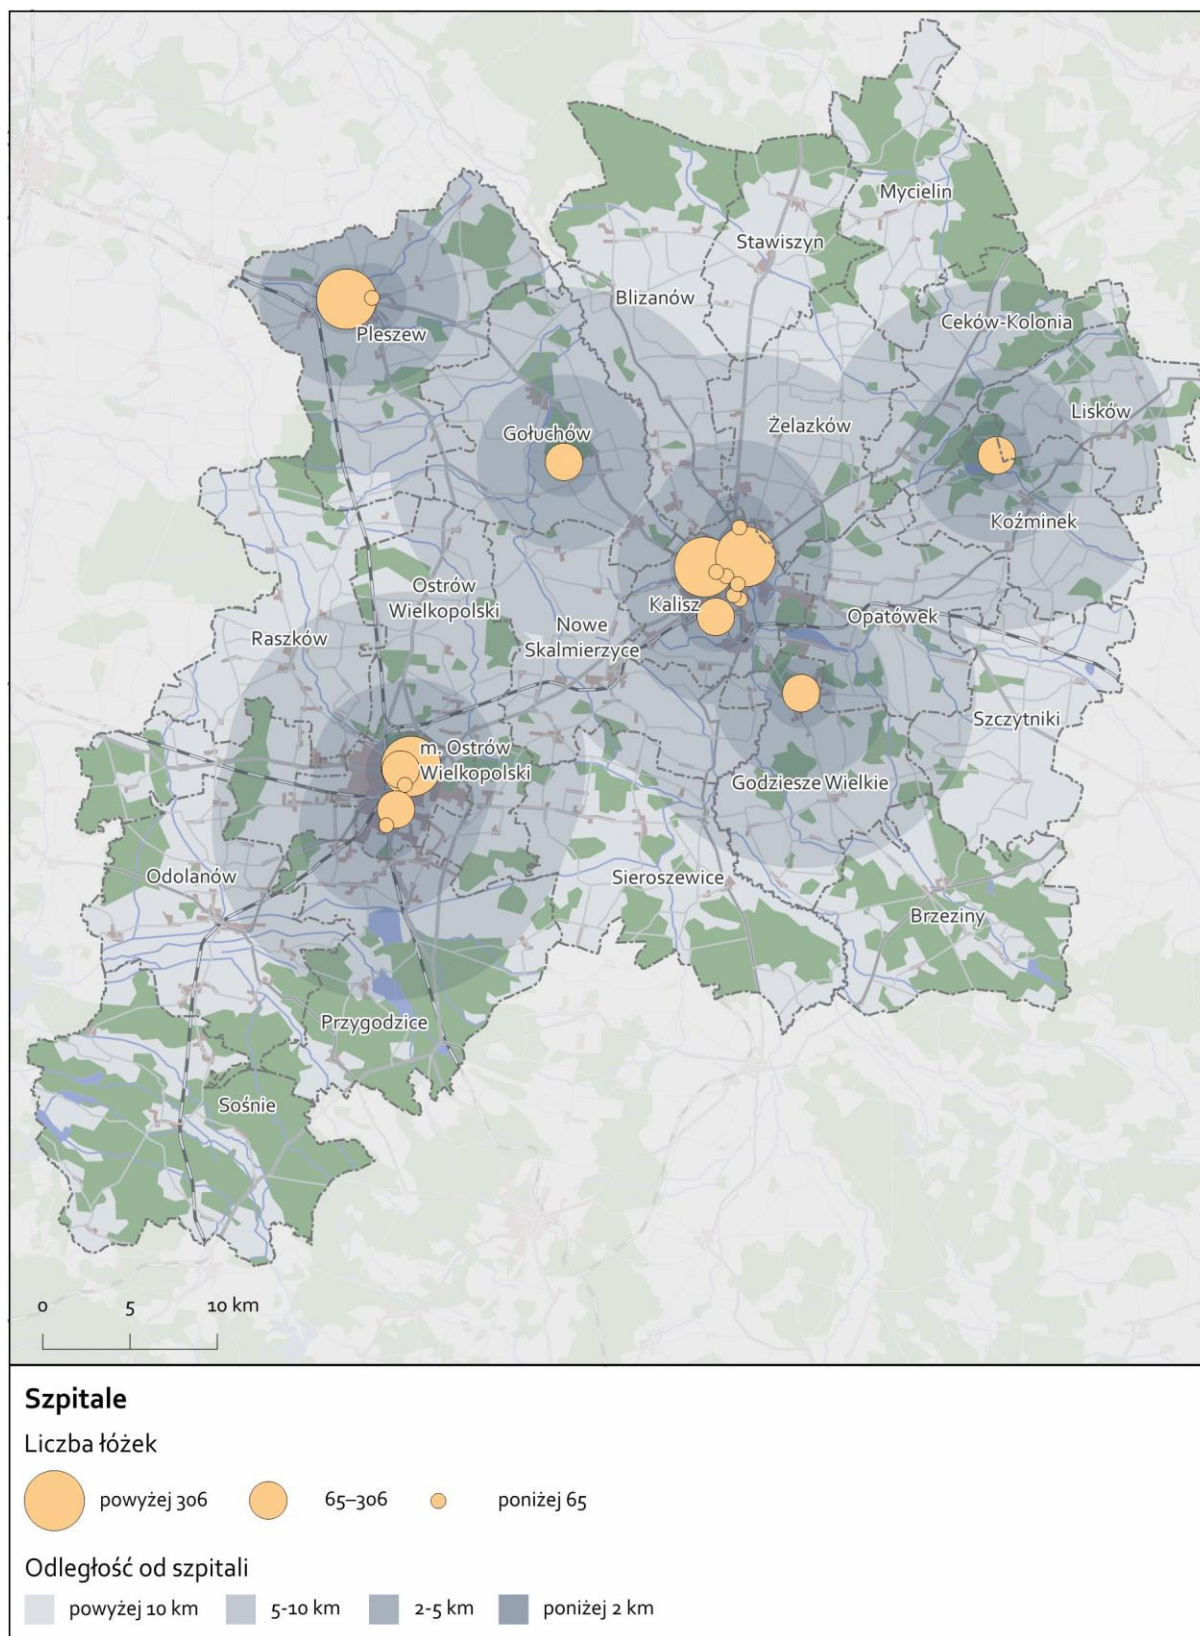 Mycielin
Stawiszyn
Blizanów
Ceków-Kolonia
Pleszew
Lisków
Żelazków
Gołuchów
Koźminek
Ostrów
Wielkopolski
Kalisz
Opatówek
Nowe
Skalmierzyce
Raszków
Szczytniki
m. Ostrów
Wielkopolski
Godziesze Wielkie
Odolanów
Sieroszewice
Brzeziny
Przygodzice
Sośnie
0 5 10 km
Szpitale
Liczba łóżek
powyżej 306 65–306 poniżej 65
Odległość od szpitali
powyżej 10 km 5-10 km 2-5 km poniżej 2 km